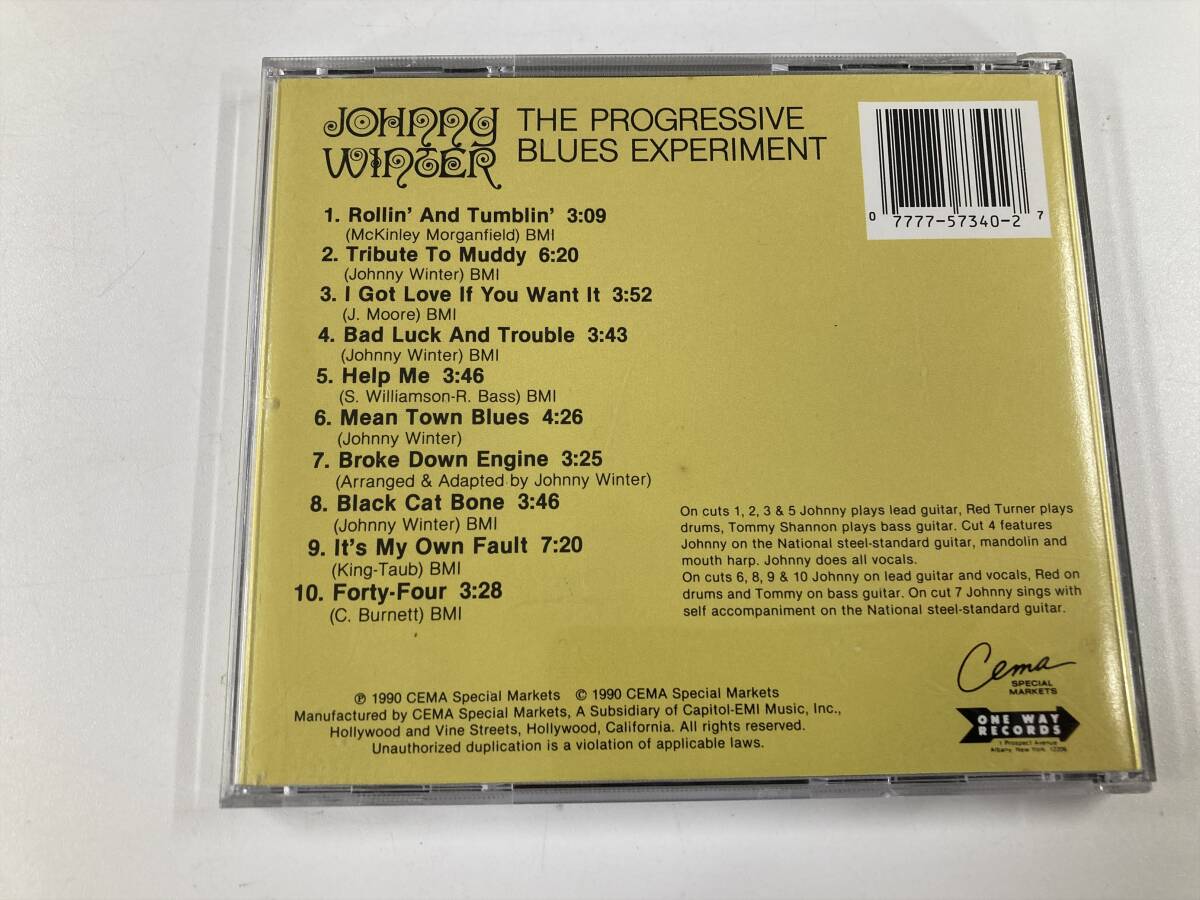 JOHNNY
WINTER
THE PROGRESSIVE
BLUES EXPERIMENT
0 7777-57340-2 7
1. Rollin' And Tumblin' 3:09
(McKinley Morganfield) BMI
2. Tribute To Muddy 6:20
(Johnny Winter) BMI
3. I Got Love If You Want It 3:52
(J. Moore) BMI
4. Bad Luck And Trouble 3:43
(Johnny Winter) BMI
5. Help Me 3:46
(S. Williamson-R. Bass) BMI
6. Mean Town Blues 4:26
(Johnny Winter)
7. Broke Down Engine 3:25
(Arranged & Adapted by Johnny Winter)
8. Black Cat Bone 3:46
(Johnny Winter) BMI
9. It's My Own Fault 7:20
(King-Taub) BMI
10. Forty-Four 3:28
(C. Burnett) BMI
On cuts 1, 2, 3 & 5 Johnny plays lead guitar, Red Turner plays
drums, Tommy Shannon plays bass guitar. Cut 4 features
Johnny on the National steel-standard guitar, mandolin and
mouth harp. Johnny does all vocals.
On cuts 6, 8, 9 & 10 Johnny on lead guitar and vocals, Red on
drums and Tommy on bass guitar. On cut 7 Johnny sings with
self accompaniment on the National steel-standard guitar.
℗ 1990 CEMA Special Markets © 1990 CEMA Special Markets
Manufactured by CEMA Special Markets, A Subsidiary of Capitol-EMI Music, Inc.,
Hollywood and Vine Streets, Hollywood, California. All rights reserved.
Unauthorized duplication is a violation of applicable laws.
Cema
SPECIAL
MARKETS
ONE WAY
RECORDS
1 Prospect Avenue
Albany, New York 12206